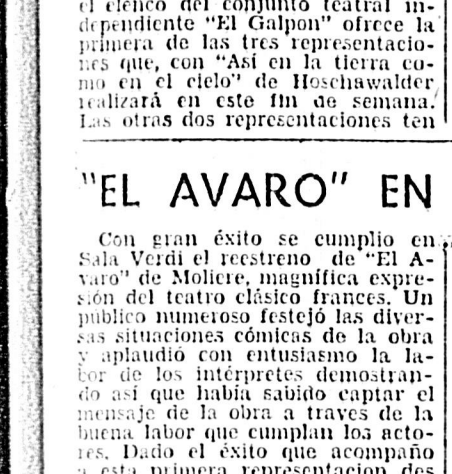 el elenco del conjunto teatral in-
dependiente "El Galpon" ofrece la
primera de las tres representacio-
nes que, con "Asi en la tierra co-
mo en el cielo" de Hoschawalder
realizará en este fin de semana.
Las otras dos representaciones ten
"EL AVARO" EN
Con gran éxito se cumplio en
Sala Verdi el reestreno de "El A-
varo" de Moliere, magnífica expre-
sión del teatro clásico frances. Un
público numeroso festejó las diver-
sas situaciones cómicas de la obra
y aplaudió con entusiasmo la la-
bor de los intérpretes demostran-
do así que había sabido captar el
mensaje de la obra a traves de la
buena labor que cumplan los acto-
res. Dado el éxito que acompaño
a esta primera representacion des